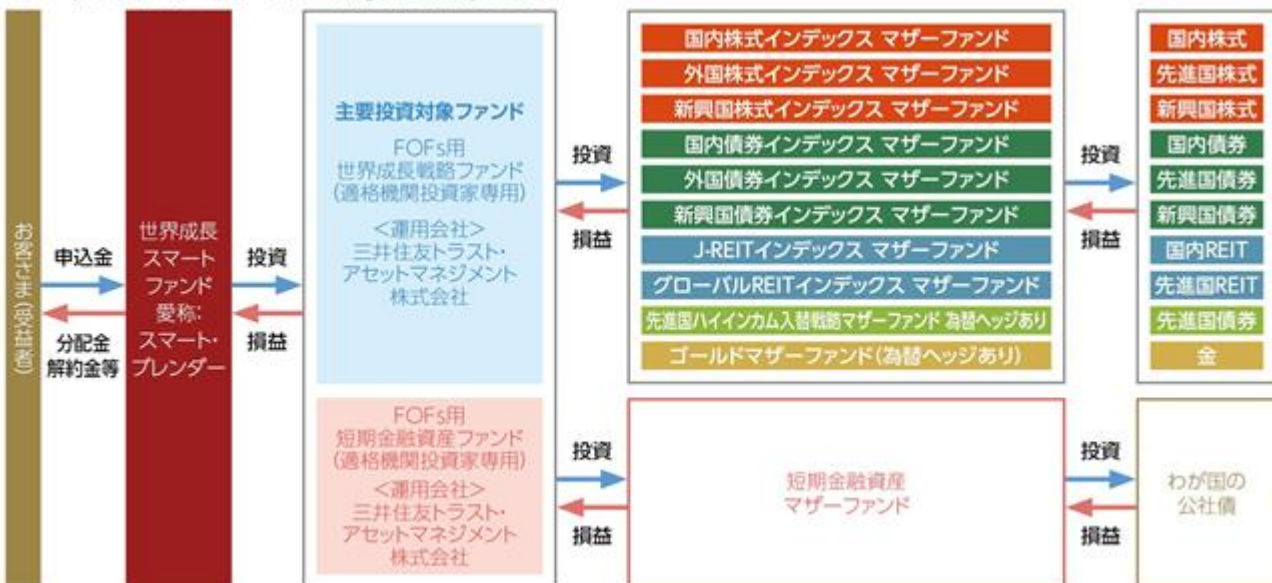 お客さま(受益者)
申込金
分配金
解約金等
世界成長
スマート
ファンド
愛称:
スマート・
ブレンダー
投資
損益
主要投資対象ファンド
FOFs用
世界成長戦略ファンド
(適格機関投資家専用)
<運用会社>
三井住友トラスト・
アセットマネジメント
株式会社
FOFs用
短期金融資産ファンド
(適格機関投資家専用)
<運用会社>
三井住友トラスト・
アセットマネジメント
株式会社
投資
損益
投資
損益
国内株式インデックス マザーファンド
外国株式インデックス マザーファンド
新興国株式インデックス マザーファンド
国内債券インデックス マザーファンド
外国債券インデックス マザーファンド
新興国債券インデックス マザーファンド
J-REITインデックス マザーファンド
グローバルREITインデックス マザーファンド
先進国ハイインカム入替戦略マザーファンド 為替ヘッジあり
ゴールドマザーファンド(為替ヘッジあり)
短期金融資産
マザーファンド
投資
損益
投資
損益
国内株式
先進国株式
新興国株式
国内債券
先進国債券
新興国債券
国内REIT
先進国REIT
先進国債券
金
わが国の
公社債